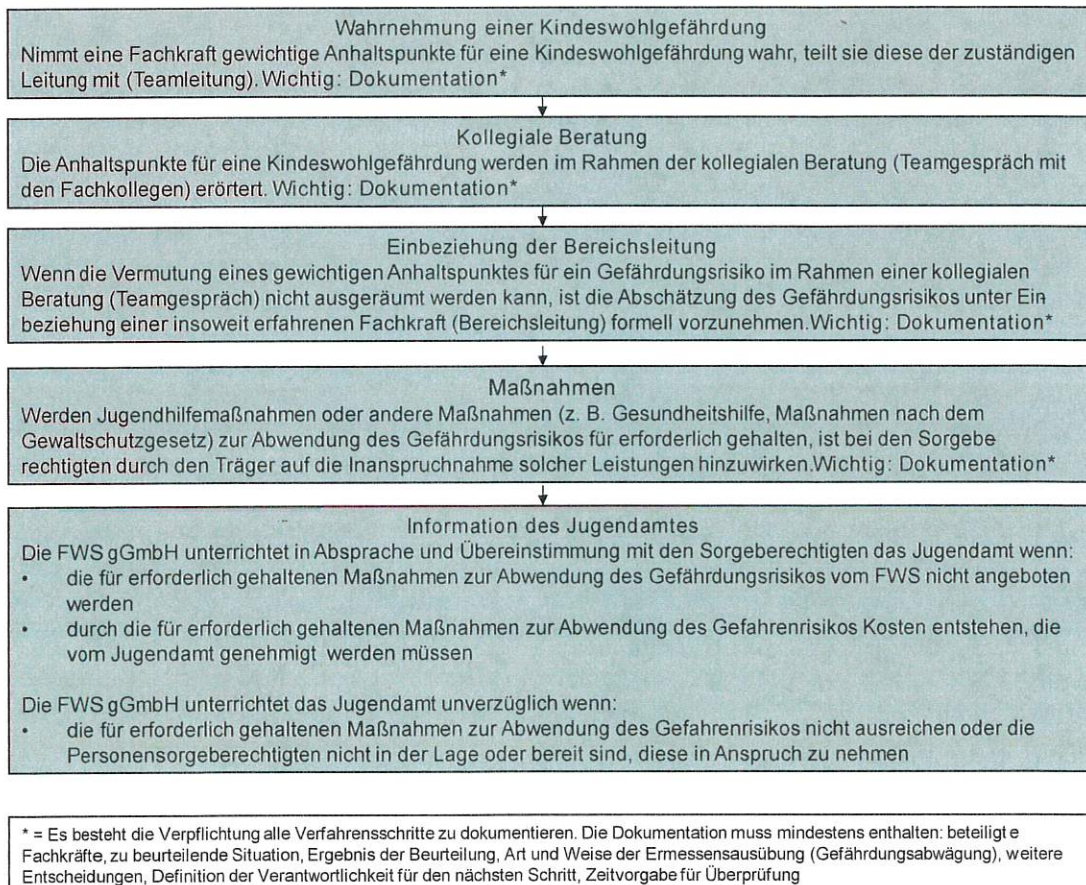 Wahrnehmung einer Kindeswohlgefährdung
Nimmt eine Fachkraft gewichtige Anhaltspunkte für eine Kindeswohlgefährdung wahr, teilt sie diese der zuständigen
Leitung mit (Teamleitung). Wichtig: Dokumentation*
Kollegiale Beratung
Die Anhaltspunkte für eine Kindeswohlgefährdung werden im Rahmen der kollegialen Beratung (Teamgespräch mit
den Fachkollegen) erörtert. Wichtig: Dokumentation*
Einbeziehung der Bereichsleitung
Wenn die Vermutung eines gewichtigen Anhaltspunktes für ein Gefährdungsrisiko im Rahmen einer kollegialen
Beratung (Teamgespräch) nicht ausgeräumt werden kann, ist die Abschätzung des Gefährdungsrisikos unter Ein
beziehung einer insoweit erfahrenen Fachkraft (Bereichsleitung) formell vorzunehmen.Wichtig: Dokumentation*
Maßnahmen
Werden Jugendhilfemaßnahmen oder andere Maßnahmen (z. B. Gesundheitshilfe, Maßnahmen nach dem
Gewaltschutzgesetz) zur Abwendung des Gefährdungsrisikos für erforderlich gehalten, ist bei den Sorgebe
rechtigten durch den Träger auf die Inanspruchnahme solcher Leistungen hinzuwirken.Wichtig: Dokumentation*
Information des Jugendamtes
Die FWS gGmbH unterrichtet in Absprache und Übereinstimmung mit den Sorgeberechtigten das Jugendamt wenn:
• die für erforderlich gehaltenen Maßnahmen zur Abwendung des Gefährdungsrisikos vom FWS nicht angeboten
werden
• durch die für erforderlich gehaltenen Maßnahmen zur Abwendung des Gefahrenrisikos Kosten entstehen, die
vom Jugendamt genehmigt werden müssen
Die FWS gGmbH unterrichtet das Jugendamt unverzüglich wenn:
• die für erforderlich gehaltenen Maßnahmen zur Abwendung des Gefahrenrisikos nicht ausreichen oder die
Personensorgeberechtigten nicht in der Lage oder bereit sind, diese in Anspruch zu nehmen
* = Es besteht die Verpflichtung alle Verfahrensschritte zu dokumentieren. Die Dokumentation muss mindestens enthalten: beteiligt e
Fachkräfte, zu beurteilende Situation, Ergebnis der Beurteilung, Art und Weise der Ermessensausübung (Gefährdungsabwägung), weitere
Entscheidungen, Definition der Verantwortlichkeit für den nächsten Schritt, Zeitvorgabe für Überprüfung